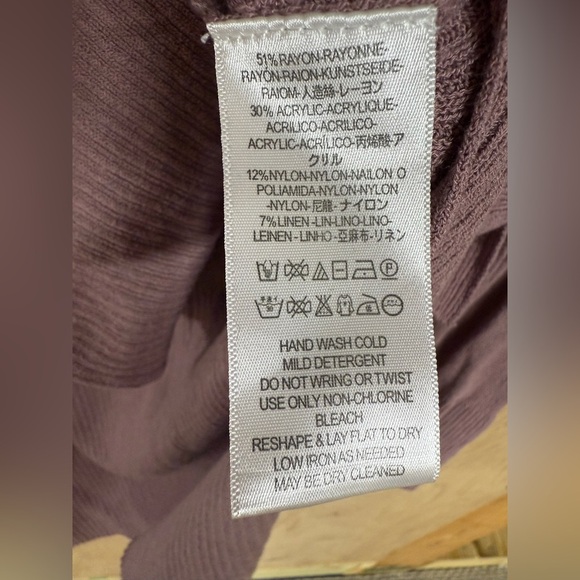 51% RAYON-RAYONNE-
RAYON-RAION-KUNSTSEIDE-
RAIOM-人造絲-レーヨン
30% ACRYLIC-ACRYLIQUE-
ACRILICO-ACRILICO-
ACRYLIC-ACRÍLICO-丙烯酸-ア
クリル
12%NYLON-NYLON-NAILON O
POLIAMIDA-NYLON-NYLON
-NYLON-尼龍-ナイロン
7% LINEN-LIN-LINO-LINO-
LEINEN-LINHO-亞麻布-リネン
HAND WASH COLD
MILD DETERGENT
DO NOT WRING OR TWIST
USE ONLY NON-CHLORINE
BLEACH
RESHAPE & LAY FLAT TO DRY
LOW IRON AS NEEDED
MAY BE DRY CLEANED